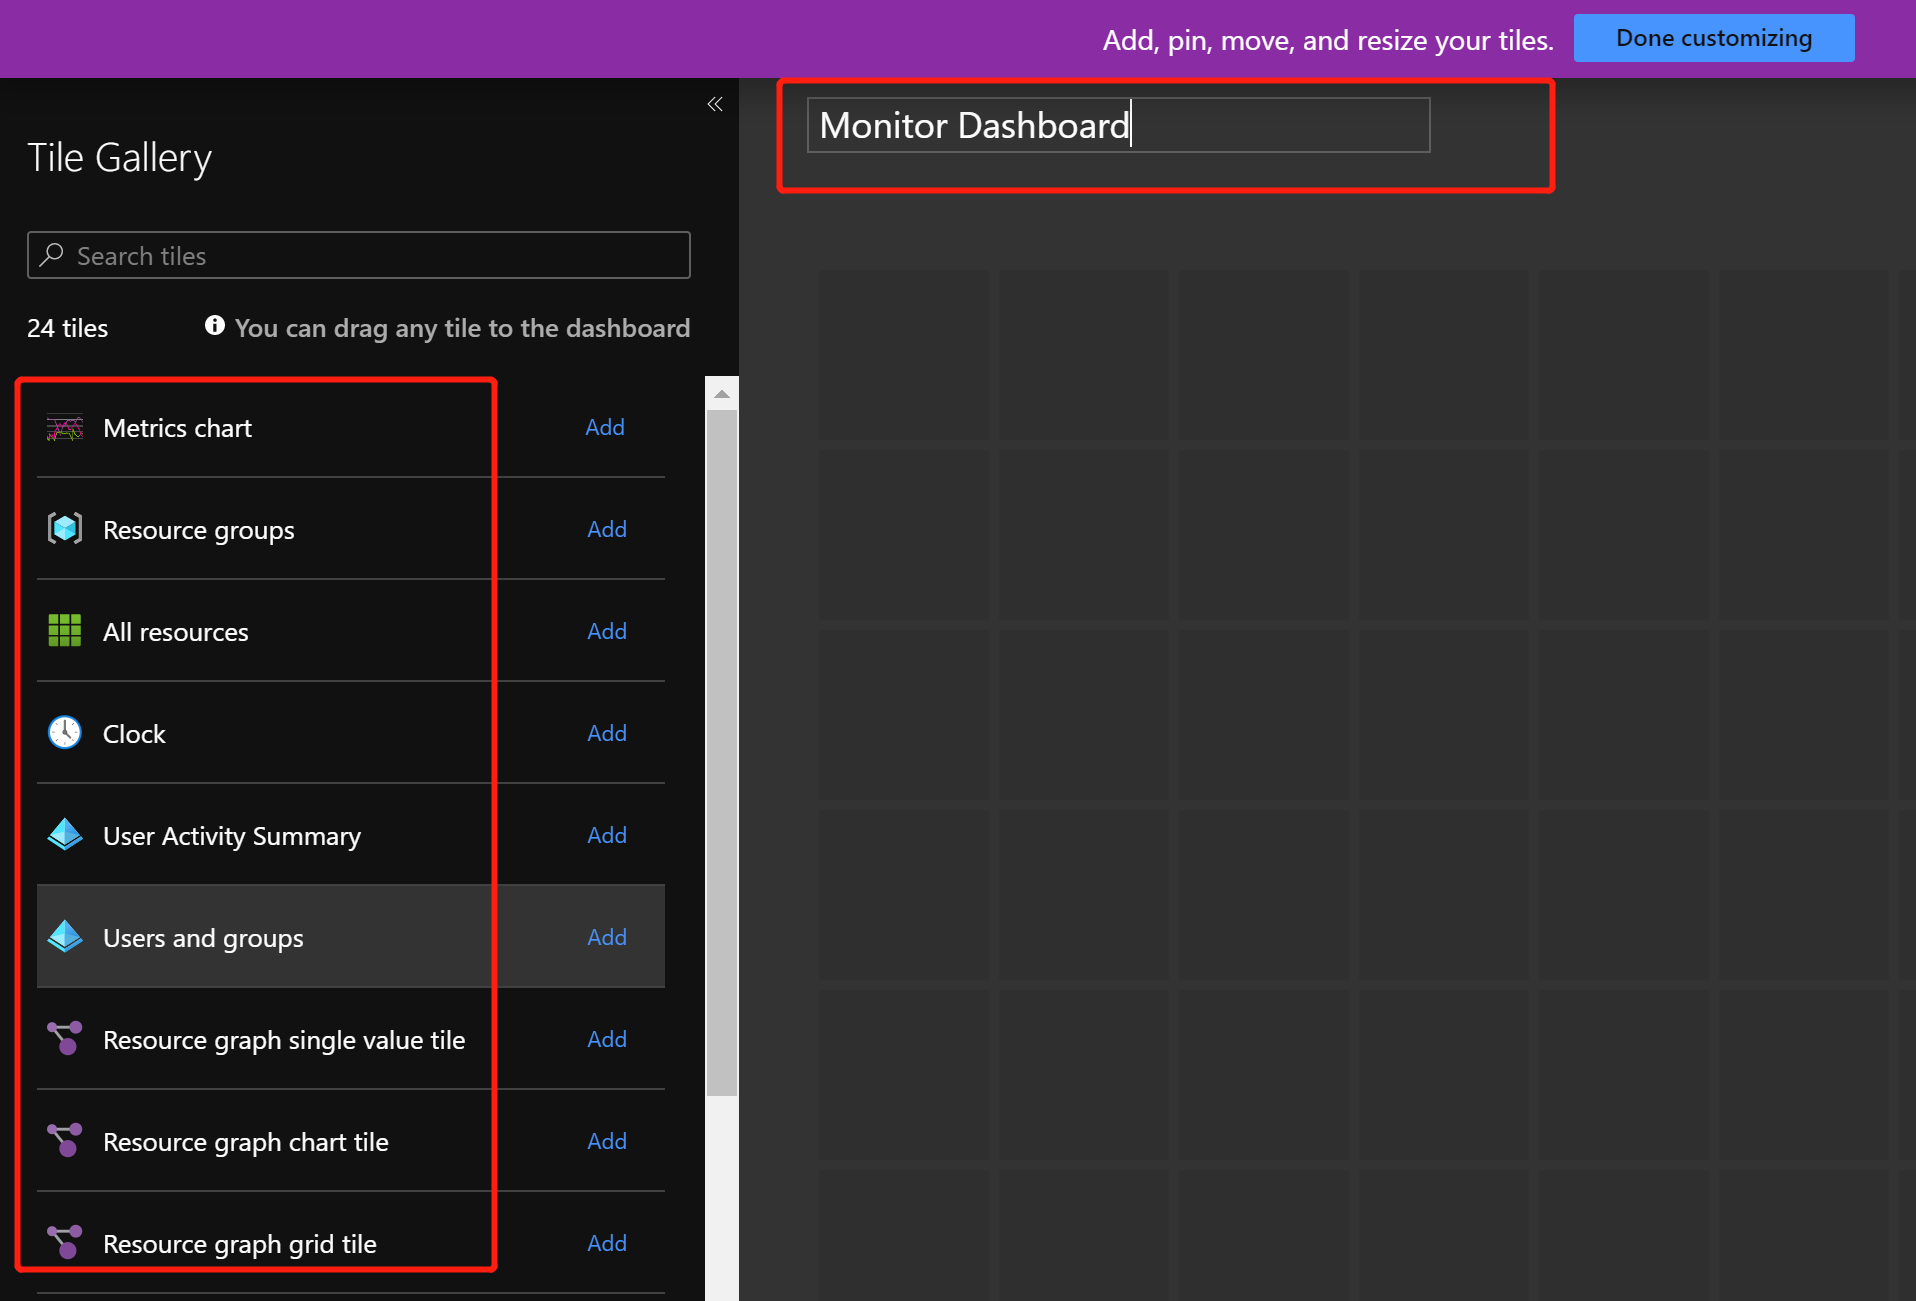 Add, pin, move, and resize your tiles.
Done customizing
Monitor Dashboard
Tile Gallery
Search tiles
24 tiles
You can drag any tile to the dashboard
Metrics chart Add
Resource groups Add
All resources Add
Clock Add
User Activity Summary Add
Users and groups Add
Resource graph single value tile Add
Resource graph chart tile Add
Resource graph grid tile Add